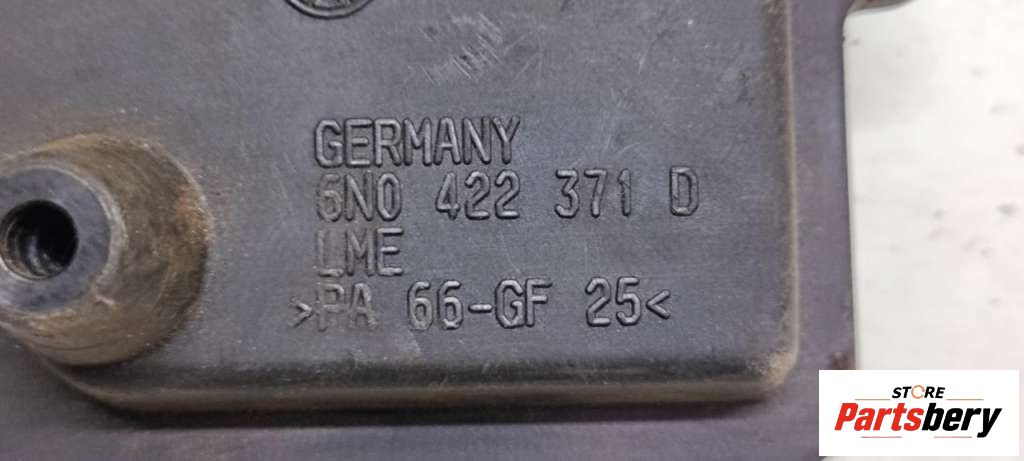 GERMANY
6N0 422 371 D
LME
>PA 66-GF 25<
STORE
Partsbery